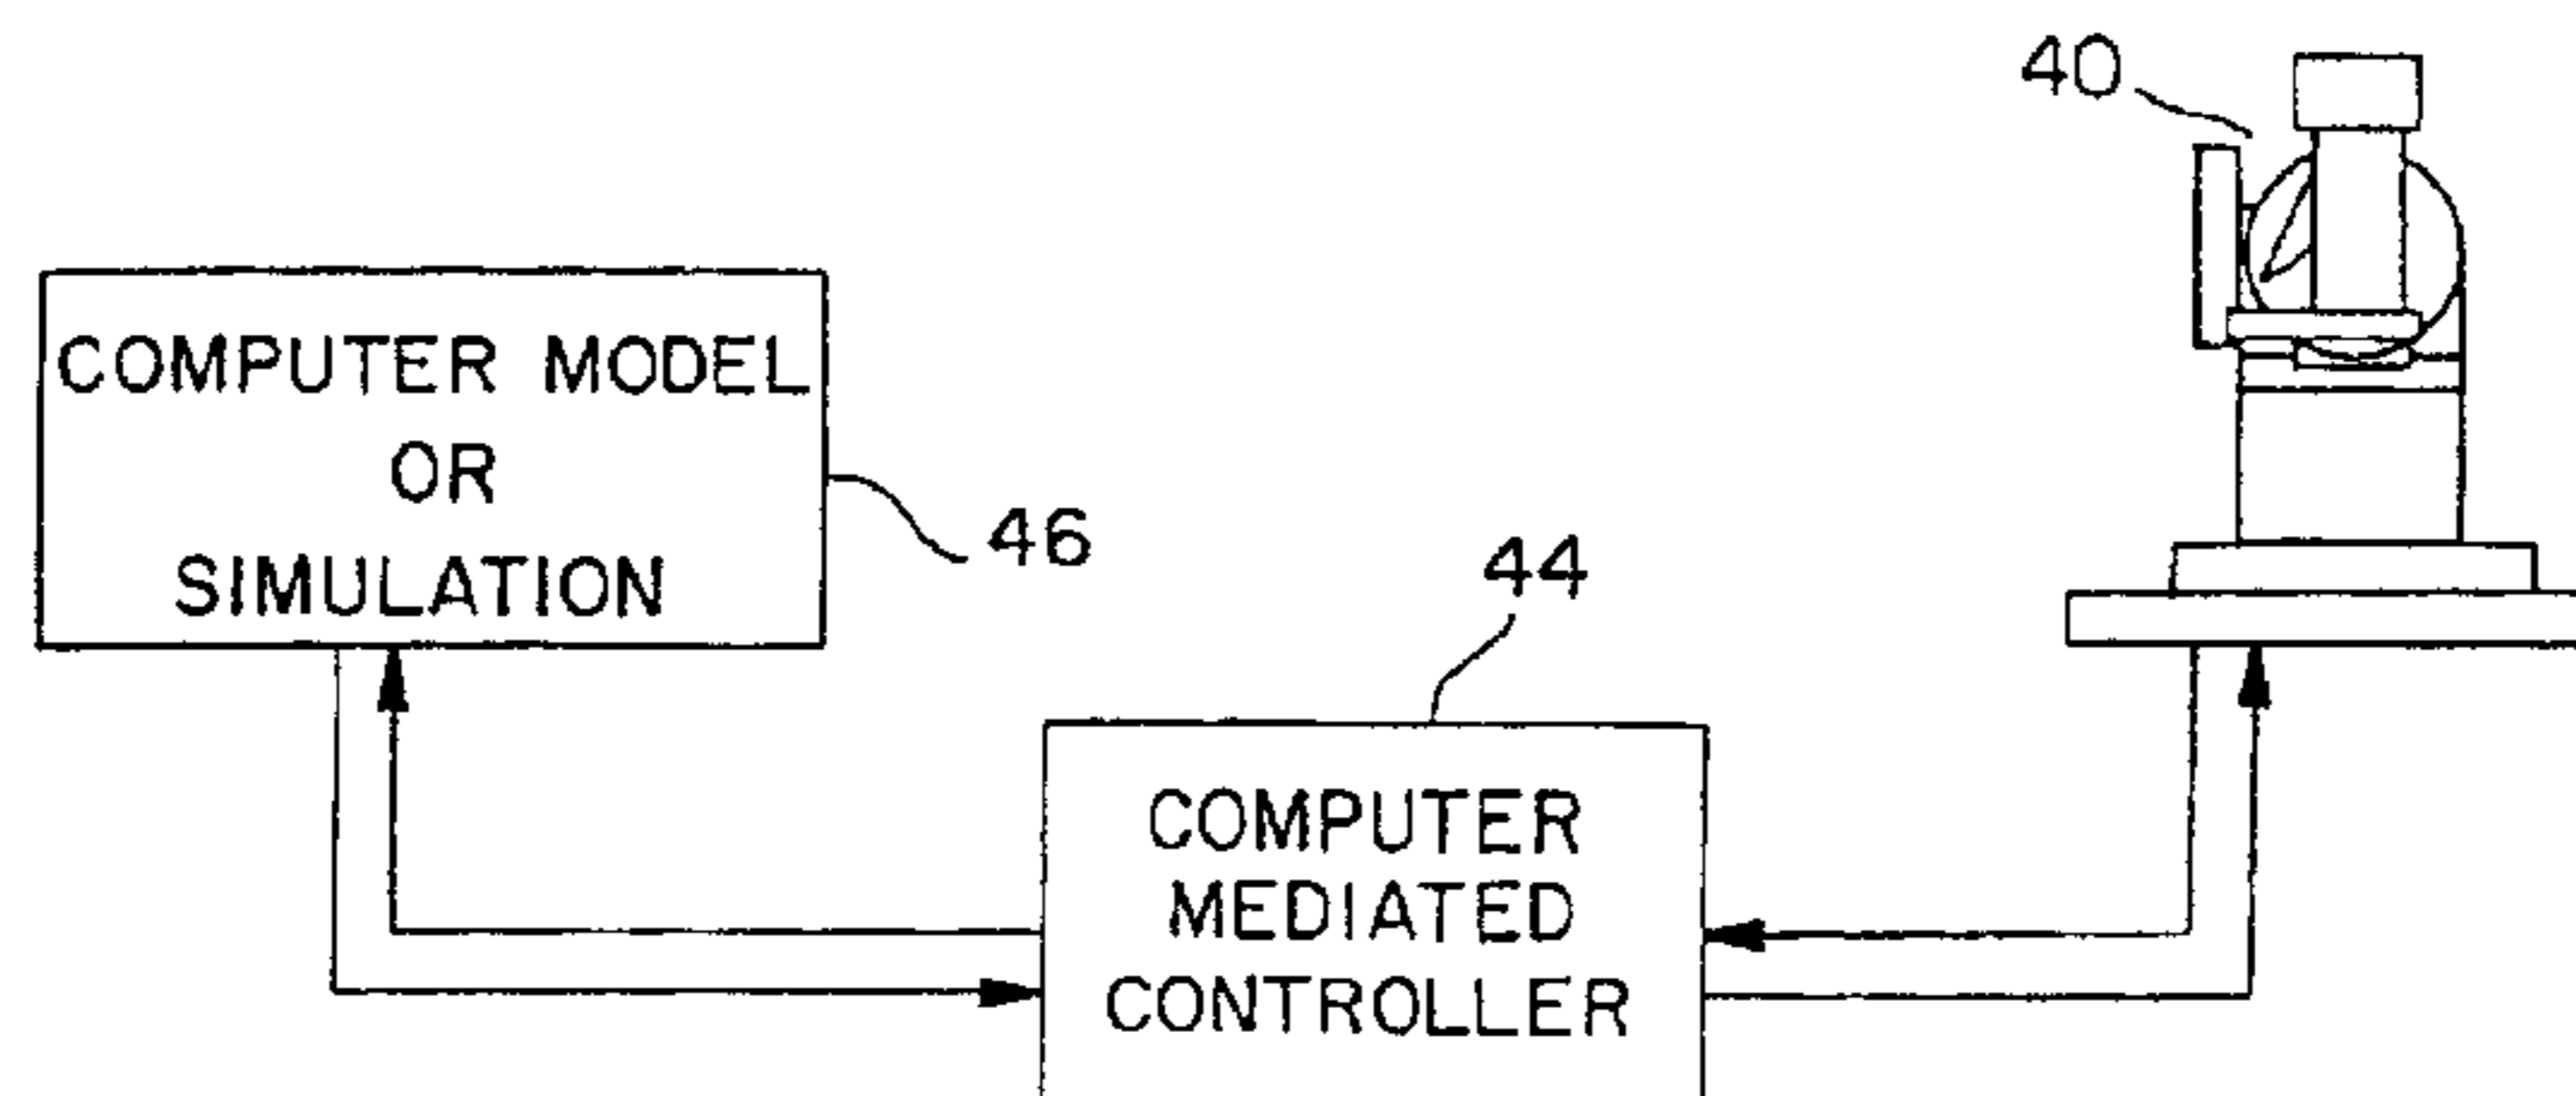 40
COMPUTER MODEL
OR
SIMULATION
46
44
COMPUTER
MEDIATED
CONTROLLER